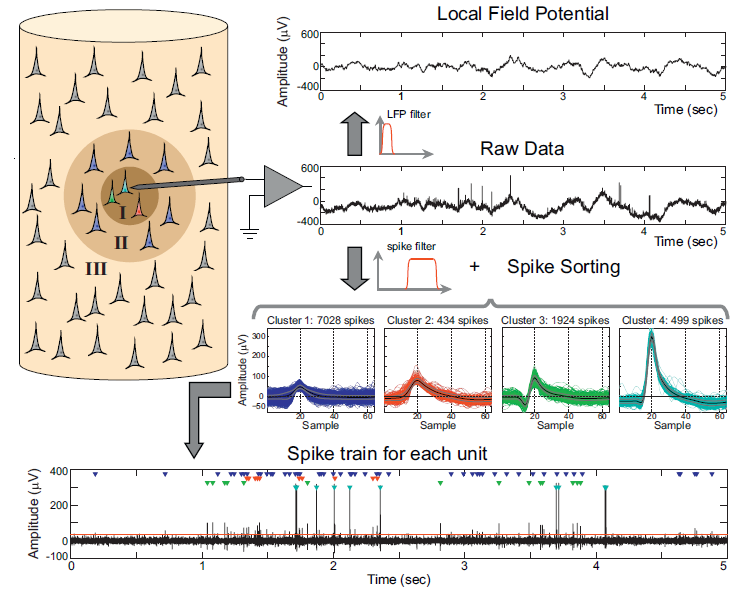 Local Field Potential
Amplitude (µV)
600
0
-400
0 1 2 3 4 5
Time (sec)
LFP filter
Raw Data
600
0
-400
0 1 2 3 4 5
Time (sec)
I
II
III
spike filter
+ Spike Sorting
Cluster 1: 7028 spikes Cluster 2: 434 spikes Cluster 3: 1924 spikes Cluster 4: 499 spikes
Amplitude (µV)
300
200
100
0
-50
20 40 60 20 40 60 20 40 60 20 40 60
Sample Sample Sample Sample
Spike train for each unit
Amplitude (µV)
400
200
0
-100
0 1 2 3 4 5
Time (sec)